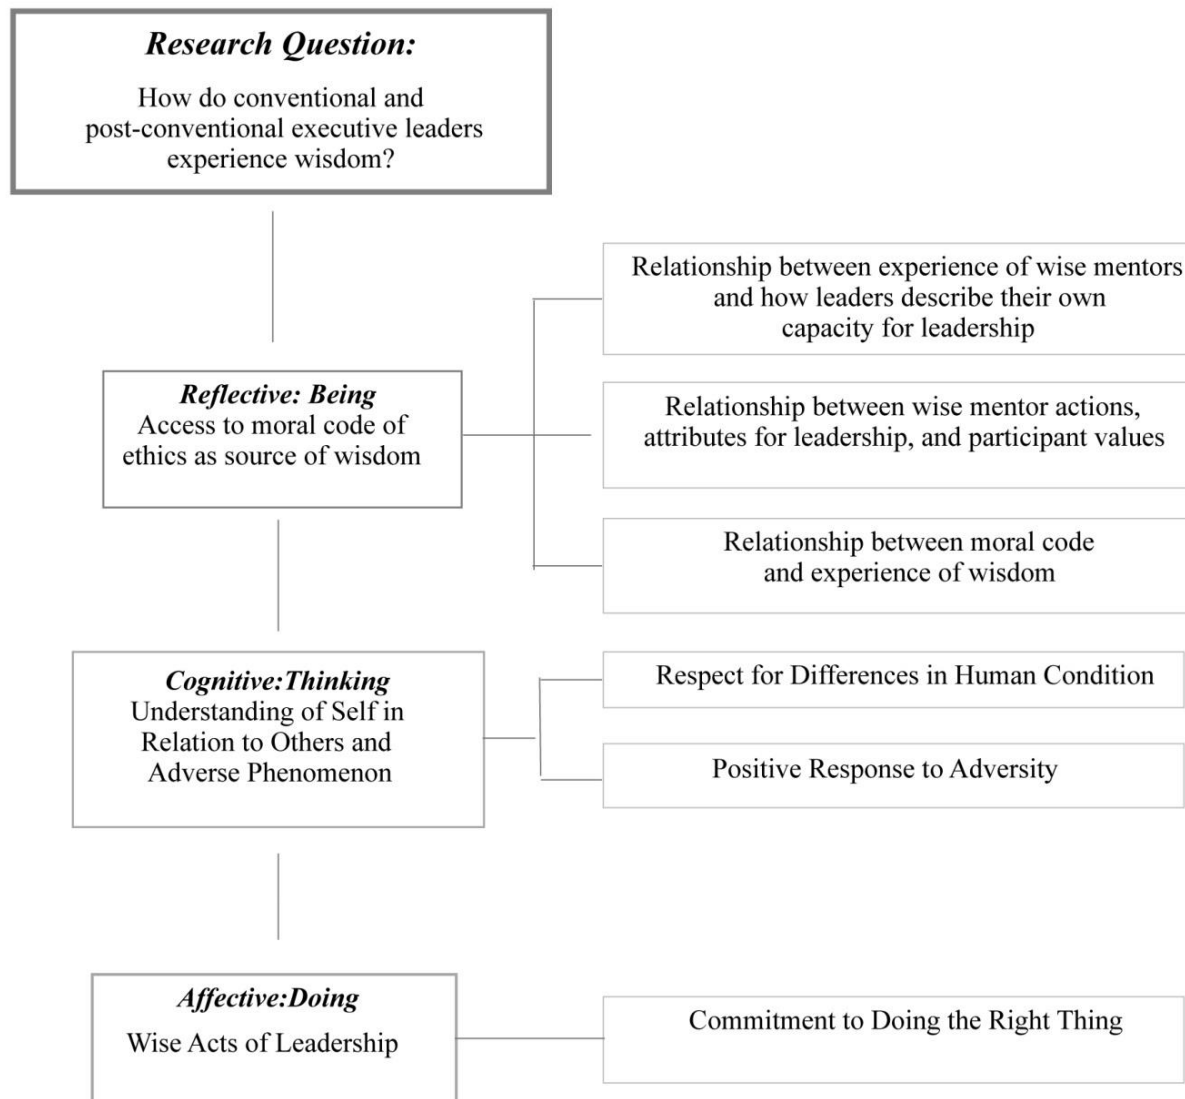 Research Question:
How do conventional and
post-conventional executive leaders
experience wisdom?
Relationship between experience of wise mentors
and how leaders describe their own
capacity for leadership
Reflective: Being
Access to moral code of
ethics as source of wisdom
Relationship between wise mentor actions,
attributes for leadership, and participant values
Relationship between moral code
and experience of wisdom
Cognitive:Thinking
Understanding of Self in
Relation to Others and
Adverse Phenomenon
Respect for Differences in Human Condition
Positive Response to Adversity
Affective:Doing
Wise Acts of Leadership
Commitment to Doing the Right Thing